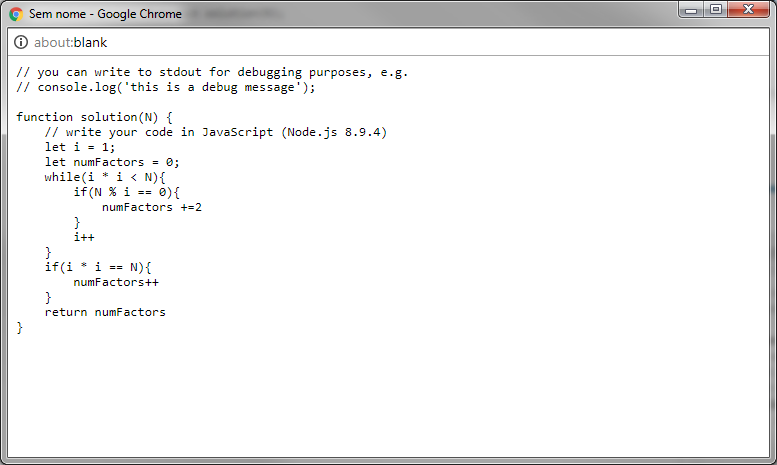 Sem nome - Google Chrome
about:blank
// you can write to stdout for debugging purposes, e.g.
// console.log('this is a debug message');
function solution(N) {
    // write your code in JavaScript (Node.js 8.9.4)
    let i = 1;
    let numFactors = 0;
    while(i * i < N){
        if(N % i == 0){
            numFactors +=2
        }
        i++
    }
    if(i * i == N){
        numFactors++
    }
    return numFactors
}